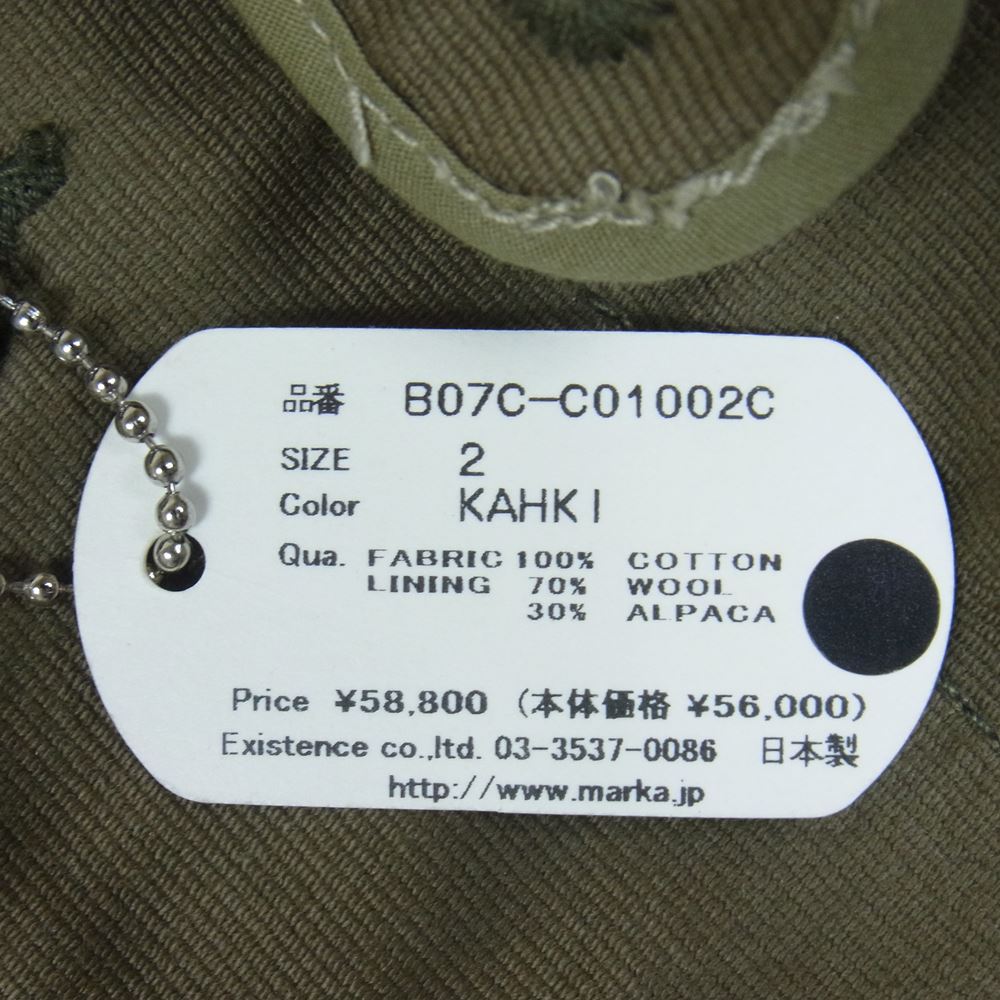 品番 B07C-C01002C
SIZE 2
Color KAHKI
Qua. FABRIC 100% COTTON
LINING 70% WOOL
30% ALPACA
Price ¥58,800 (本体価格 ¥56,000)
Existence co.,ltd. 03-3537-0086 日本製
http://www.marka.jp